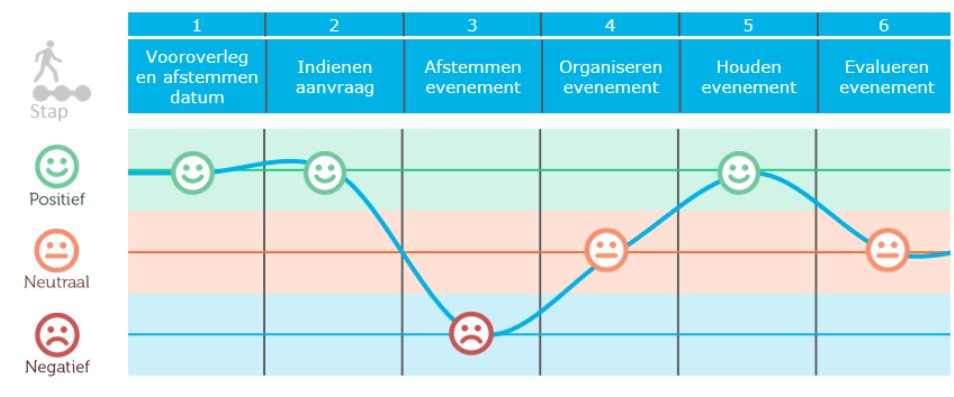 1
2
3
4
5
6
Vooroverleg
en afstemmen
datum
Indienen
aanvraag
Afstemmen
evenement
Organiseren
evenement
Houden
evenement
Evalueren
evenement
Stap
Positief
Neutraal
Negatief